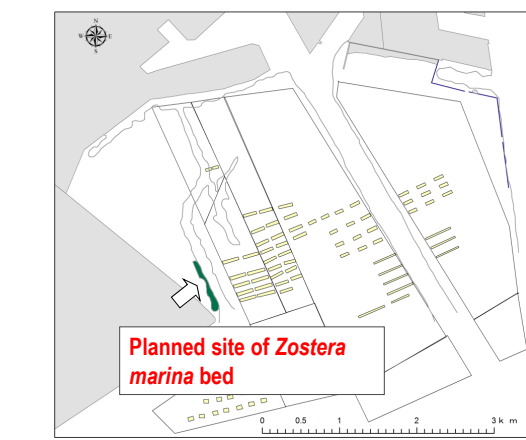 N
W E
S
Planned site of Zostera
marina bed
0 0.5 1 2 3 k m